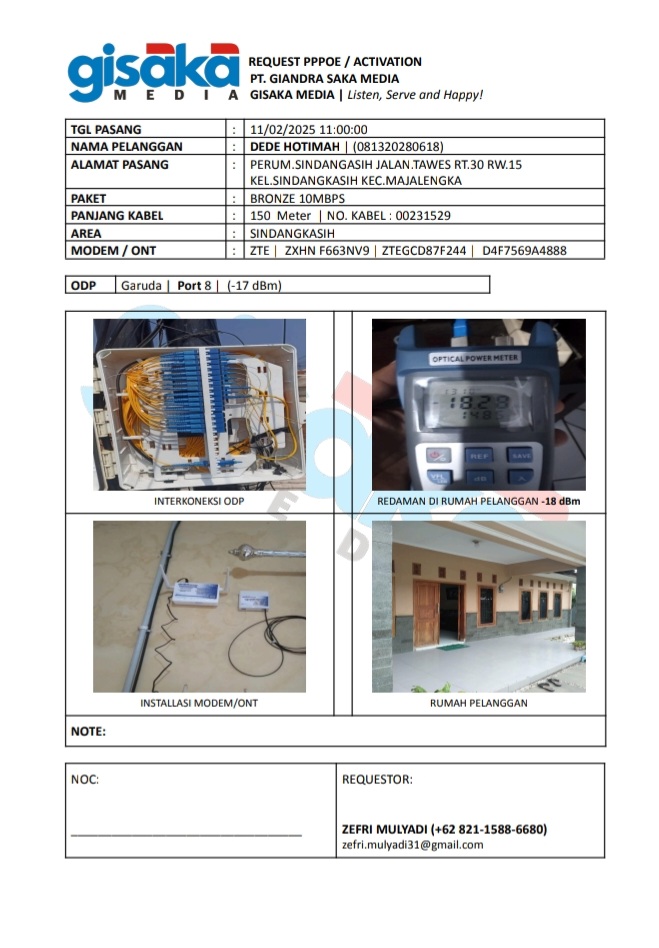 gisaka
MEDIA
REQUEST PPPOE / ACTIVATION
PT. GIANDRA SAKA MEDIA
GISAKA MEDIA | Listen, Serve and Happy!
TGL PASANG : 11/02/2025 11:00:00
NAMA PELANGGAN : DEDE HOTIMAH | (081320280618)
ALAMAT PASANG : PERUM.SINDANGASIH JALAN.TAWES RT.30 RW.15
KEL.SINDANGKASIH KEC.MAJALENGKA
PAKET : BRONZE 10MBPS
PANJANG KABEL : 150 Meter | NO. KABEL : 00231529
AREA : SINDANGKASIH
MODEM / ONT : ZTE | ZXHN F663NV9 | ZTEGCD87F244 | D4F7569A4888
ODP Garuda | Port 8 | (-17 dBm)
OPTICAL POWER METER
REF
SAVE
dB
INTERKONEKSI ODP
REDAMAN DI RUMAH PELANGGAN -18 dBm
INSTALLASI MODEM/ONT
RUMAH PELANGGAN
NOTE:
NOC:
REQUESTOR:
ZEFRI MULYADI (+62 821-1588-6680)
zefri.mulyadi31@gmail.com